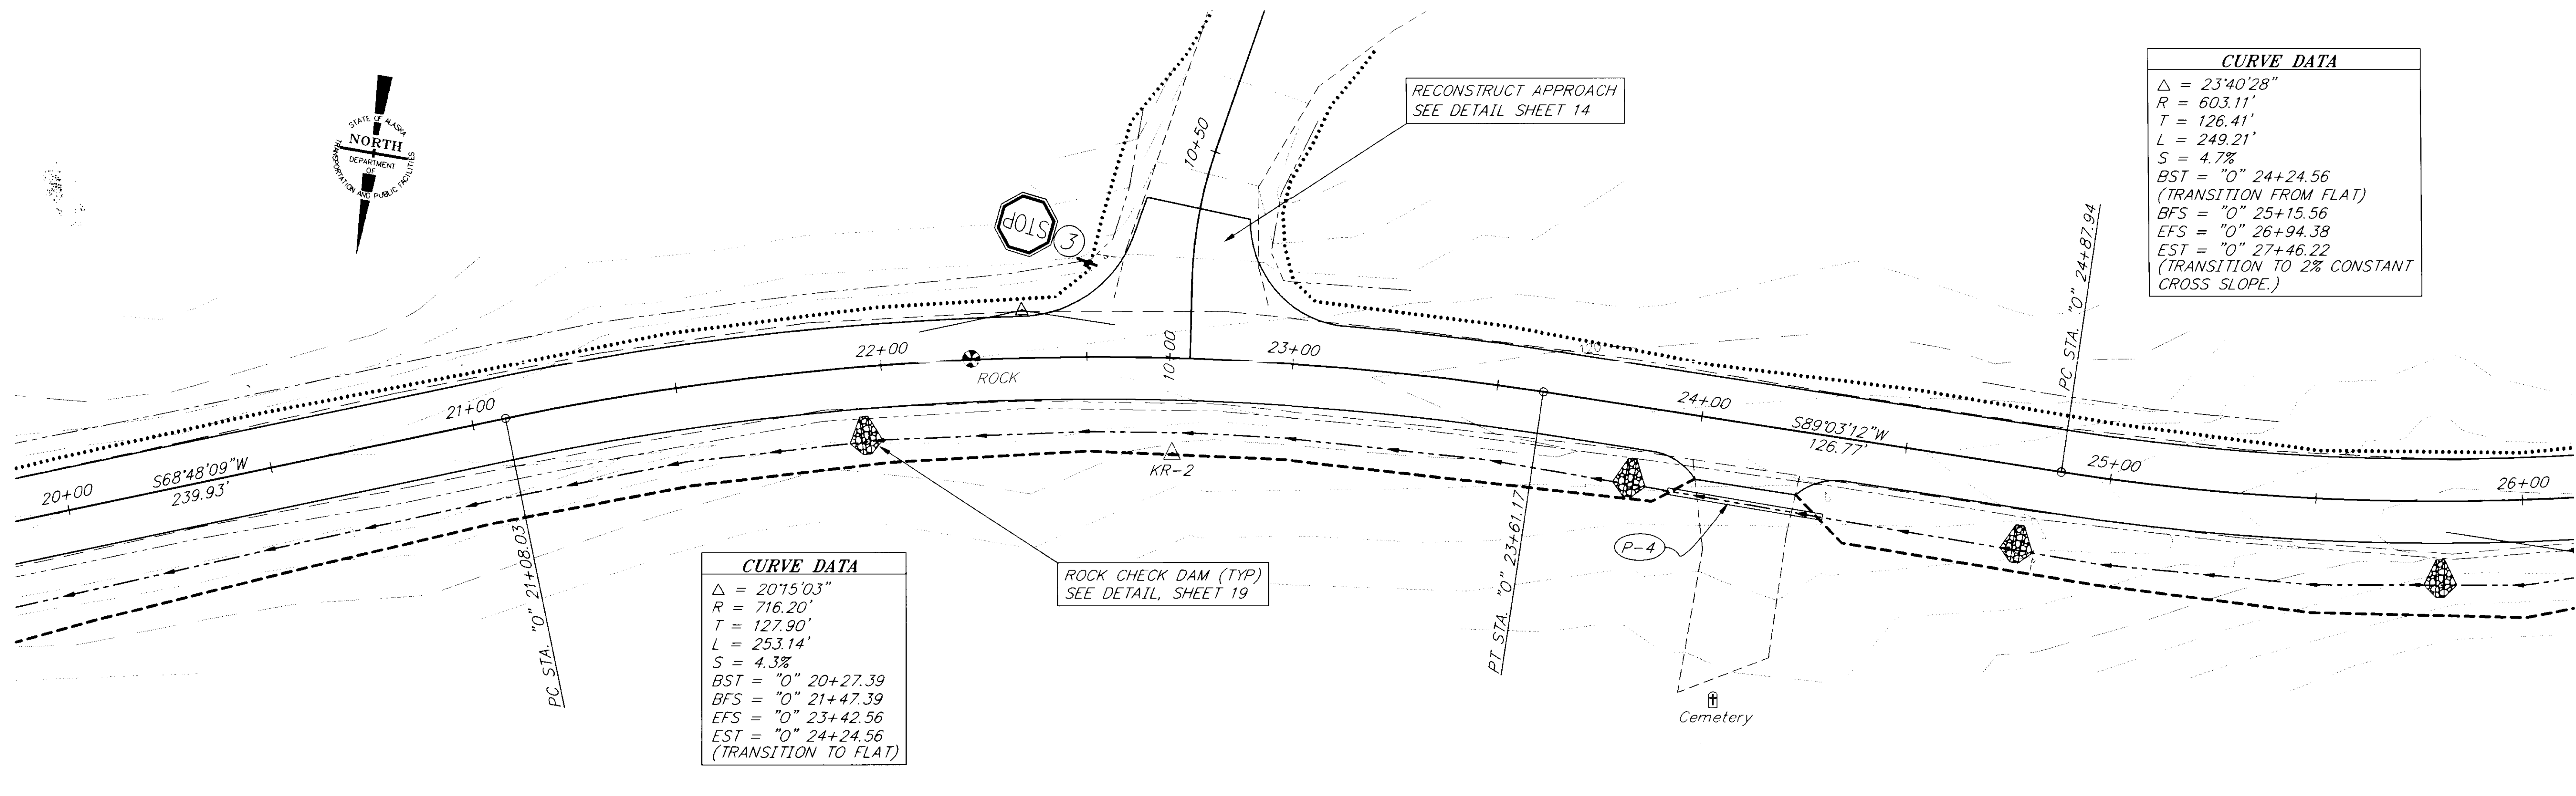 STATE OF ALASKA
NORTH
DEPARTMENT
OF
TRANSPORTATION AND PUBLIC FACILITIES
STOP
3
10+50
RECONSTRUCT APPROACH
SEE DETAIL SHEET 14
CURVE DATA
△ = 23°40'28"
R = 603.11'
T = 126.41'
L = 249.21'
S = 4.7%
BST = "O" 24+24.56
(TRANSITION FROM FLAT)
BFS = "O" 25+15.56
EFS = "O" 26+94.38
EST = "O" 27+46.22
(TRANSITION TO 2% CONSTANT
CROSS SLOPE.)
PC STA. "O" 24+87.94
20+00
S68°48'09"W
239.93'
21+00
22+00
ROCK
10+00
23+00
120
24+00
S89°03'12"W
126.77'
25+00
26+00
KR-2
PC STA. "O" 21+08.03
PT STA. "O" 23+61.17
P-4
CURVE DATA
△ = 20°15'03"
R = 716.20'
T = 127.90'
L = 253.14'
S = 4.3%
BST = "O" 20+27.39
BFS = "O" 21+47.39
EFS = "O" 23+42.56
EST = "O" 24+24.56
(TRANSITION TO FLAT)
ROCK CHECK DAM (TYP)
SEE DETAIL, SHEET 19
Cemetery